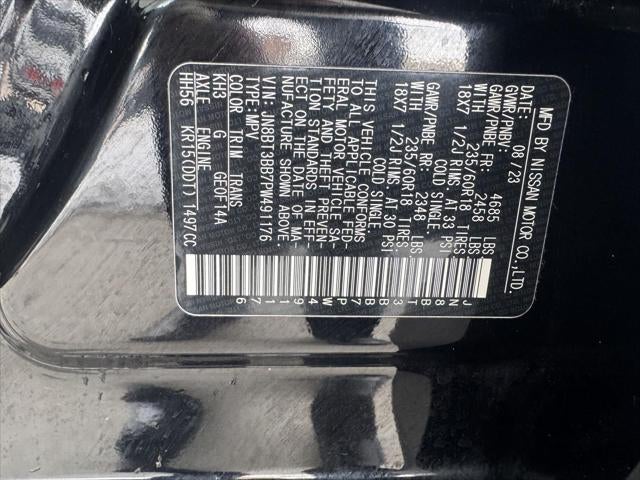 MFD BY NISSAN MOTOR CO.,LTD.
DATE: 08 / 23
GVWR/PNBV: 4685 LBS
GAWR/PNBE FR: 2458 LBS
WITH 235/60R18 TIRES
18X7 1/2J RIMS AT 33 PSI
COLD SINGLE.
GAWR/PNBE RR: 2348 LBS
WITH 235/60R18 TIRES
18X7 1/2J RIMS AT 30 PSI
COLD SINGLE.
THIS VEHICLE CONFORMS
TO ALL APPLICABLE FED-
ERAL MOTOR VEHICLE SA-
FETY AND THEFT PREVEN-
TION STANDARDS IN EFF-
ECT ON THE DATE OF MA-
NUFACTURE SHOWN ABOVE.
VIN:JN8BT3BB7PW491176
TYPE:MPV
COLOR TRIM TRANS
KH3 G GE0F14A
AXLE ENGINE
HH56 KR15(DDT) 1497CC
JN8BT3BB7PW491176